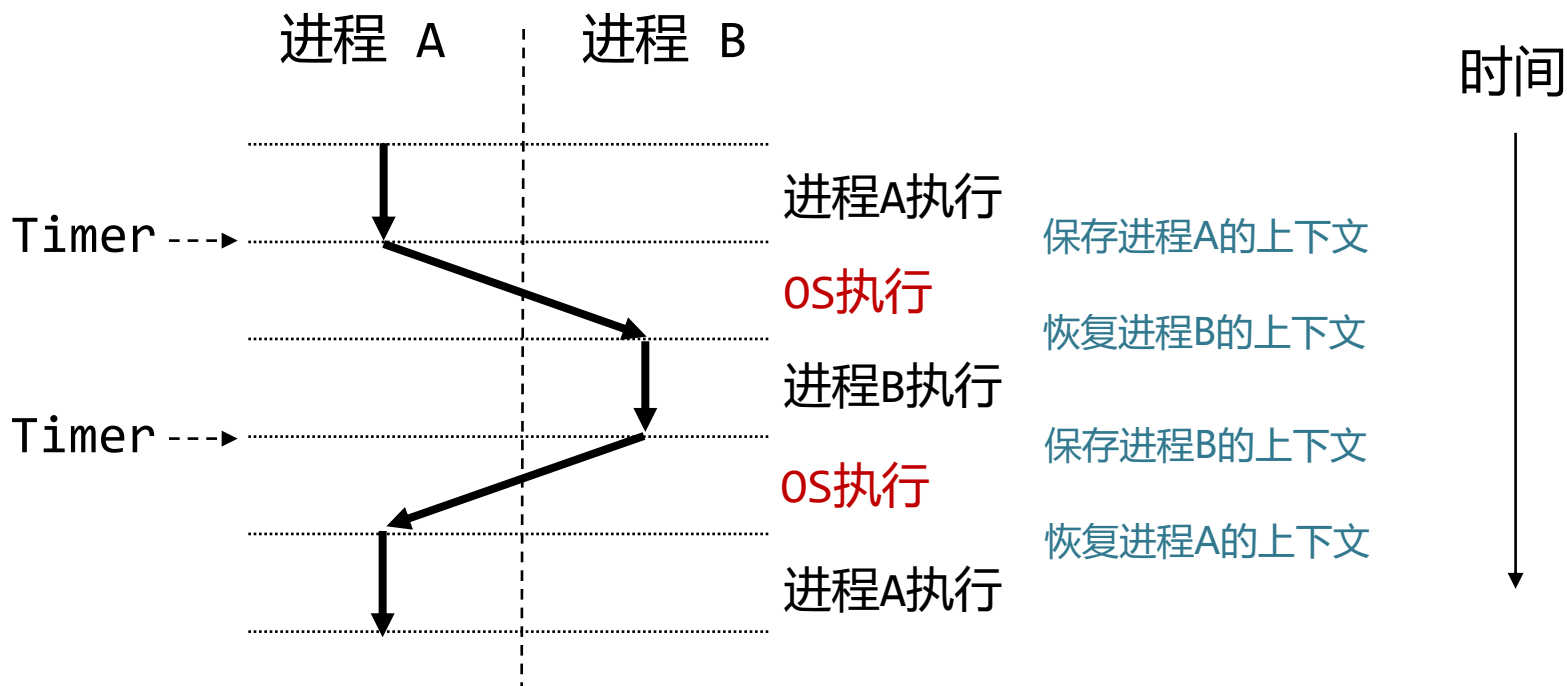 进程 A
进程 B
时间
进程A执行
Timer
保存进程A的上下文
OS执行
恢复进程B的上下文
进程B执行
Timer
保存进程B的上下文
OS执行
恢复进程A的上下文
进程A执行